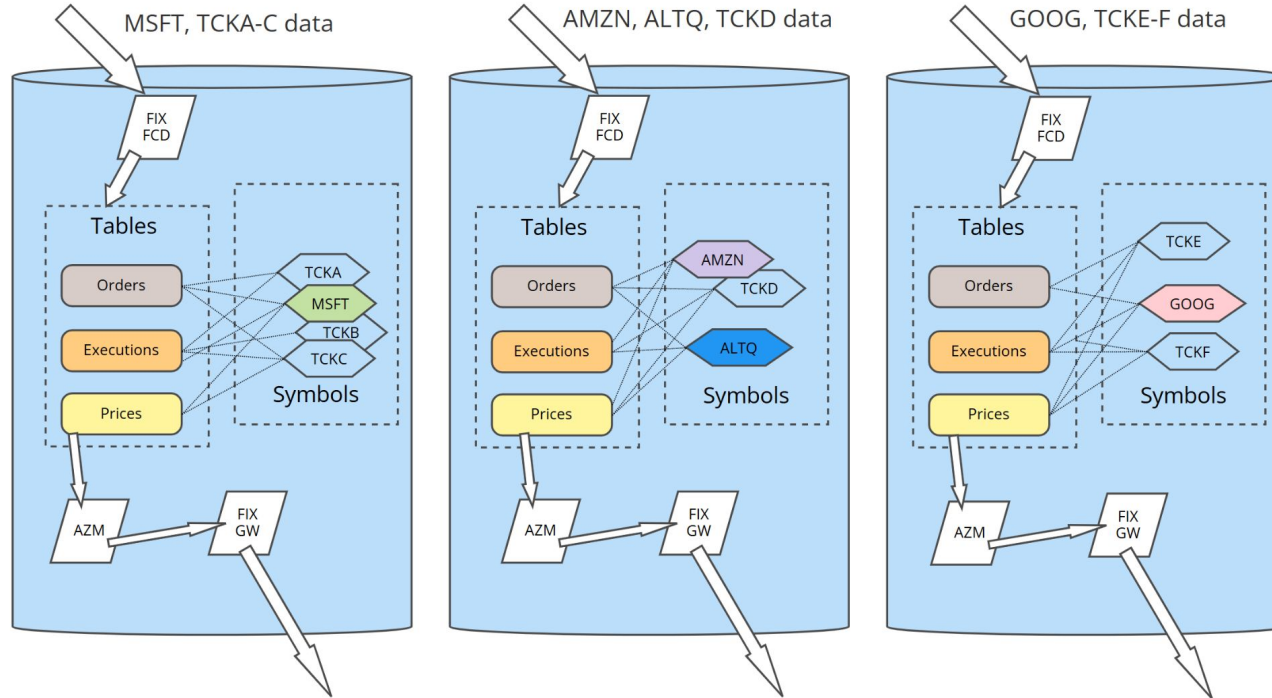 MSFT, TCKA-C data
FIX
FCD
Tables
Orders
Executions
Prices
TCKA
MSFT
TCKB
TCKC
Symbols
AZM
FIX
GW
AMZN, ALTQ, TCKD data
FIX
FCD
Tables
Orders
Executions
Prices
AMZN
TCKD
ALTQ
Symbols
AZM
FIX
GW
GOOG, TCKE-F data
FIX
FCD
Tables
Orders
Executions
Prices
TCKE
GOOG
TCKF
Symbols
AZM
FIX
GW